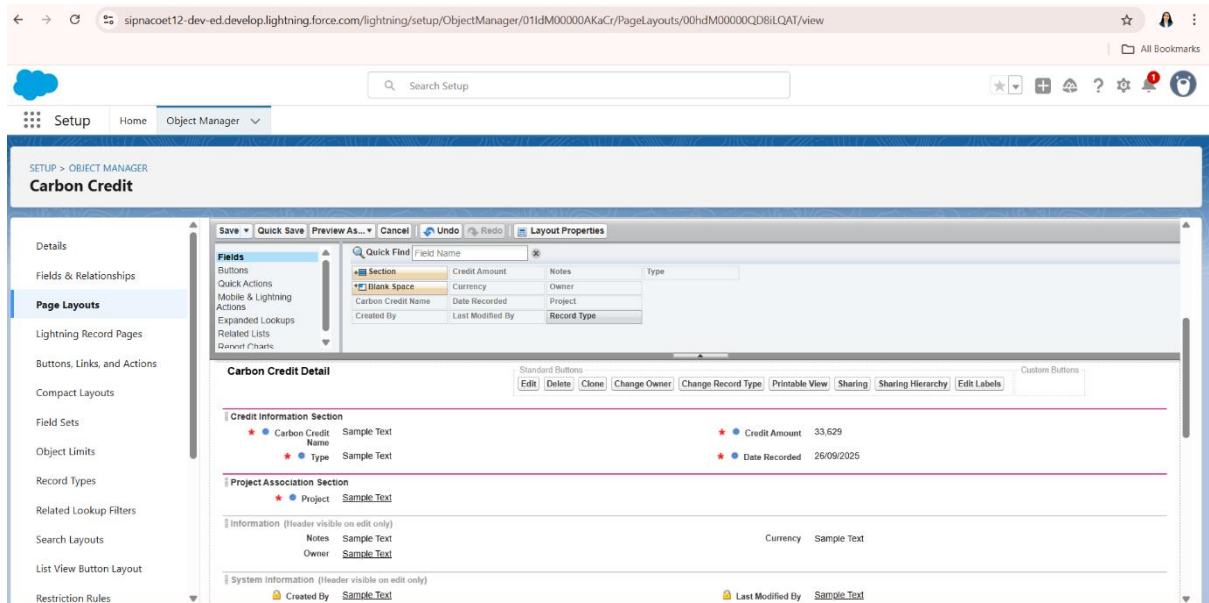 sipnacoet12-dev-ed.develop.lightning.force.com/lightning/setup/ObjectManager/01IdM00000AKaCr/PageLayouts/00hdM00000QD8iLQAT/view
All Bookmarks
Search Setup
1
Setup Home Object Manager
SETUP > OBJECT MANAGER
Carbon Credit
Details
Fields & Relationships
Page Layouts
Lightning Record Pages
Buttons, Links, and Actions
Compact Layouts
Field Sets
Object Limits
Record Types
Related Lookup Filters
Search Layouts
List View Button Layout
Restriction Rules
Save Quick Save Preview As... Cancel Undo Redo Layout Properties
Fields
Buttons
Quick Actions
Mobile & Lightning
Actions
Expanded Lookups
Related Lists
Report Charts
Quick Find Field Name
Section Credit Amount Notes Type
Blank Space Currency Owner
Carbon Credit Name Date Recorded Project
Created By Last Modified By Record Type
Carbon Credit Detail
Standard Buttons
Edit Delete Clone Change Owner Change Record Type Printable View Sharing Sharing Hierarchy Edit Labels
Custom Buttons
Credit Information Section
Carbon Credit Name Sample Text
Credit Amount 33,629
Type Sample Text
Date Recorded 26/09/2025
Project Association Section
Project Sample Text
Information (Header visible on edit only)
Notes Sample Text
Currency Sample Text
Owner Sample Text
System Information (Header visible on edit only)
Created By Sample Text
Last Modified By Sample Text